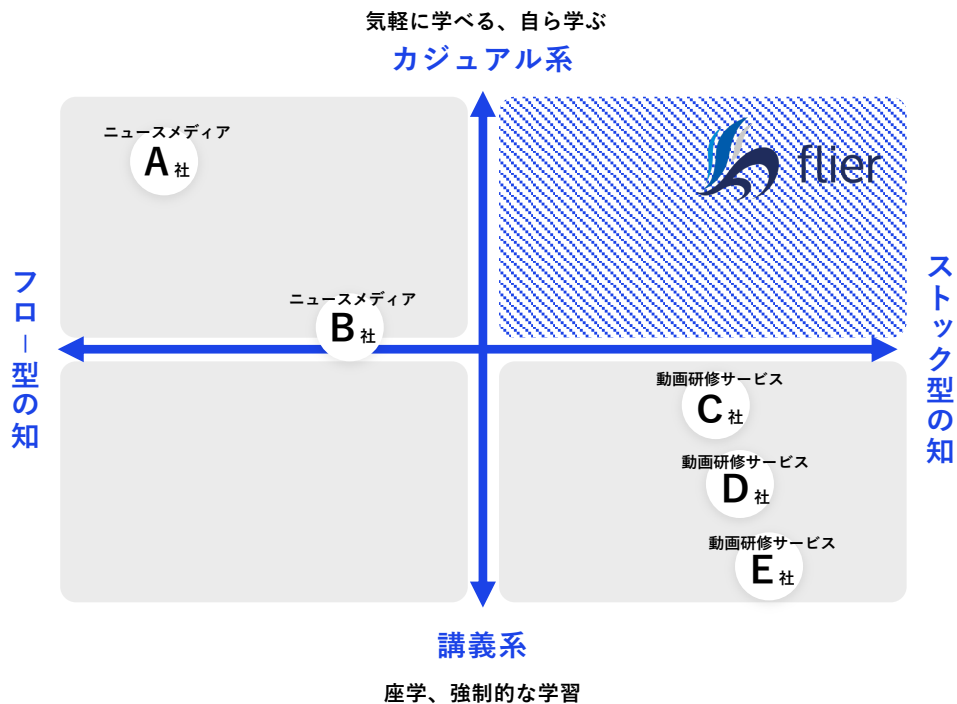 気軽に学べる、自ら学ぶ
カジュアル系
ニュースメディア
A社
flier
ニュースメディア
B社
フロー型の知
ストック型の知
動画研修サービス
C社
動画研修サービス
D社
動画研修サービス
E社
講義系
座学、強制的な学習